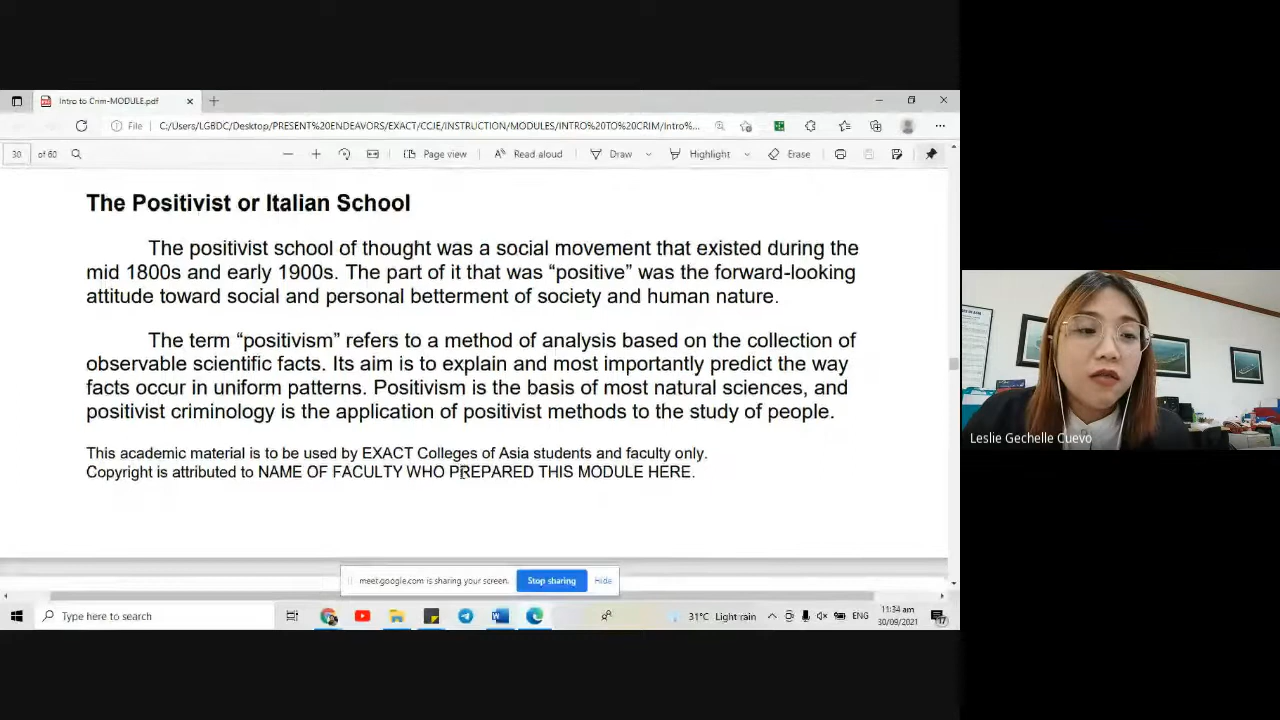 Intro to Crim-MODULE.pdf
File C:/Users/LGBDC/Desktop/PRESENT%20ENDEAVORS/EXACT/CCJE/INSTRUCTION/MODULES/INTRO%20TO%20CRIM/Intro%...
30 of 60 Page view Read aloud Draw Highlight Erase
The Positivist or Italian School
The positivist school of thought was a social movement that existed during the
mid 1800s and early 1900s. The part of it that was “positive” was the forward-looking
attitude toward social and personal betterment of society and human nature.
The term “positivism” refers to a method of analysis based on the collection of
observable scientific facts. Its aim is to explain and most importantly predict the way
facts occur in uniform patterns. Positivism is the basis of most natural sciences, and
positivist criminology is the application of positivist methods to the study of people.
This academic material is to be used by EXACT Colleges of Asia students and faculty only.
Copyright is attributed to NAME OF FACULTY WHO PREPARED THIS MODULE HERE.
Leslie Gechelle Cuevo
meet.google.com is sharing your screen. Stop sharing Hide
Type here to search 31°C Light rain ENG 11:34 am
30/09/2021 17